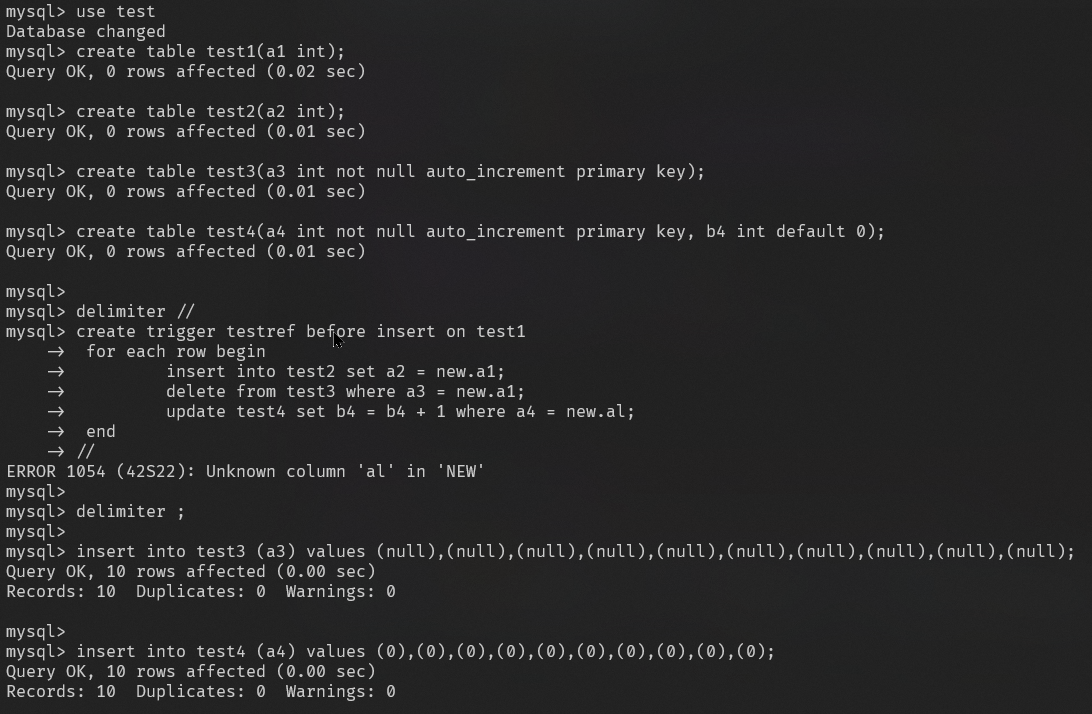 mysql> use test
Database changed
mysql> create table test1(a1 int);
Query OK, 0 rows affected (0.02 sec)
mysql> create table test2(a2 int);
Query OK, 0 rows affected (0.01 sec)
mysql> create table test3(a3 int not null auto_increment primary key);
Query OK, 0 rows affected (0.01 sec)
mysql> create table test4(a4 int not null auto_increment primary key, b4 int default 0);
Query OK, 0 rows affected (0.01 sec)
mysql>
mysql> delimiter //
mysql> create trigger testref before insert on test1
→ for each row begin
→ insert into test2 set a2 = new.a1;
→ delete from test3 where a3 = new.a1;
→ update test4 set b4 = b4 + 1 where a4 = new.al;
→ end
→ //
ERROR 1054 (42S22): Unknown column 'al' in 'NEW'
mysql>
mysql> delimiter ;
mysql>
mysql> insert into test3 (a3) values (null),(null),(null),(null),(null),(null),(null),(null),(null),(null);
Query OK, 10 rows affected (0.00 sec)
Records: 10  Duplicates: 0  Warnings: 0
mysql>
mysql> insert into test4 (a4) values (0),(0),(0),(0),(0),(0),(0),(0),(0),(0);
Query OK, 10 rows affected (0.00 sec)
Records: 10  Duplicates: 0  Warnings: 0